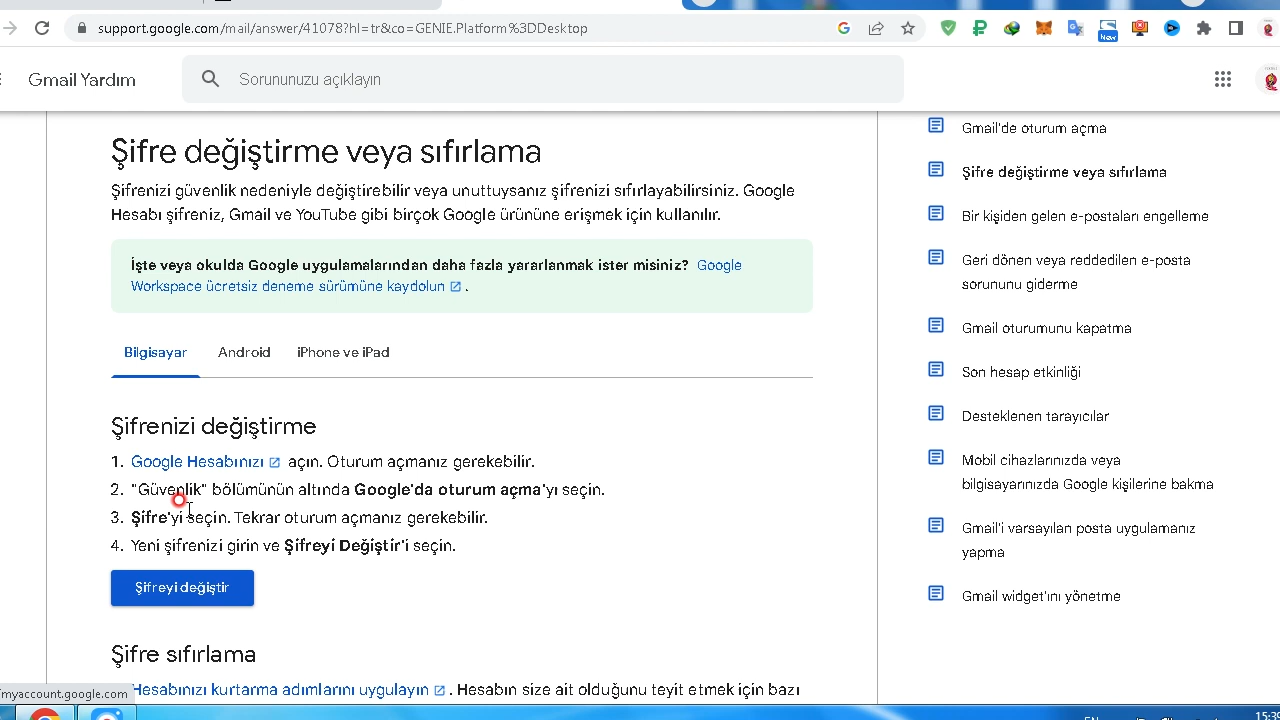 support.google.com/mail/answer/41078?hl=tr&co=GENIE.Platform%3DDesktop
New
Gmail Yardım
Sorununuzu açıklayın
Şifre değiştirme veya sıfırlama
Şifrenizi güvenlik nedeniyle değiştirebilir veya unuttuysanız şifrenizi sıfırlayabilirsiniz. Google
Hesabı şifreniz, Gmail ve YouTube gibi birçok Google ürününe erişmek için kullanılır.
İşte veya okulda Google uygulamalarından daha fazla yararlanmak ister misiniz? Google
Workspace ücretsiz deneme sürümüne kaydolun .
Bilgisayar Android iPhone ve iPad
Şifrenizi değiştirme
1. Google Hesabınızı açın. Oturum açmanız gerekebilir.
2. "Güvenlik" bölümünün altında Google'da oturum açma'yı seçin.
3. Şifre'yi seçin. Tekrar oturum açmanız gerekebilir.
4. Yeni şifrenizi girin ve Şifreyi Değiştir'i seçin.
Şifreyi değiştir
Şifre sıfırlama
Hesabınızı kurtarma adımlarını uygulayın . Hesabın size ait olduğunu teyit etmek için bazı
Gmail'de oturum açma
Şifre değiştirme veya sıfırlama
Bir kişiden gelen e-postaları engelleme
Geri dönen veya reddedilen e-posta
sorununu giderme
Gmail oturumunu kapatma
Son hesap etkinliği
Desteklenen tarayıcılar
Mobil cihazlarınızda veya
bilgisayarınızda Google kişilerine bakma
Gmail'i varsayılan posta uygulamanız
yapma
Gmail widget'ını yönetme
/myaccount.google.com
EN